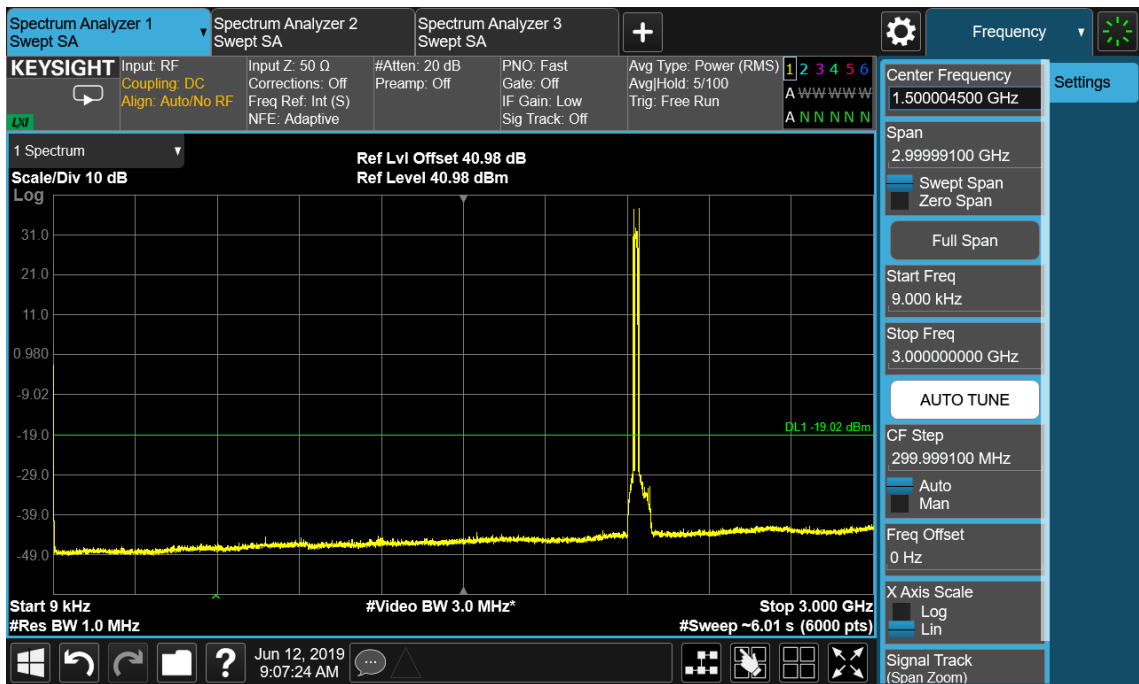 Spectrum Analyzer 1
Swept SA
Spectrum Analyzer 2
Swept SA
Spectrum Analyzer 3
Swept SA
+
Frequency
KEYSIGHT
LXI
Input: RF
Coupling: DC
Align: Auto/No RF
Input Z: 50 Ω
Corrections: Off
Freq Ref: Int (S)
NFE: Adaptive
#Atten: 20 dB
Preamp: Off
PNO: Fast
Gate: Off
IF Gain: Low
Sig Track: Off
Avg Type: Power (RMS)
Avg|Hold: 5/100
Trig: Free Run
1 2 3 4 5 6
A W W W W W
A N N N N N
1 Spectrum
Scale/Div 10 dB
Log
Ref Lvl Offset 40.98 dB
Ref Level 40.98 dBm
31.0
21.0
11.0
0.980
-9.02
-19.0
-29.0
-39.0
-49.0
DL1 -19.02 dBm
Start 9 kHz
#Res BW 1.0 MHz
#Video BW 3.0 MHz*
Stop 3.000 GHz
#Sweep ~6.01 s (6000 pts)
Center Frequency
1.500004500 GHz
Span
2.99999100 GHz
Swept Span
Zero Span
Full Span
Start Freq
9.000 kHz
Stop Freq
3.000000000 GHz
AUTO TUNE
CF Step
299.999100 MHz
Auto
Man
Freq Offset
0 Hz
X Axis Scale
Log
Lin
Signal Track
(Span Zoom)
Settings
?
Jun 12, 2019
9:07:24 AM